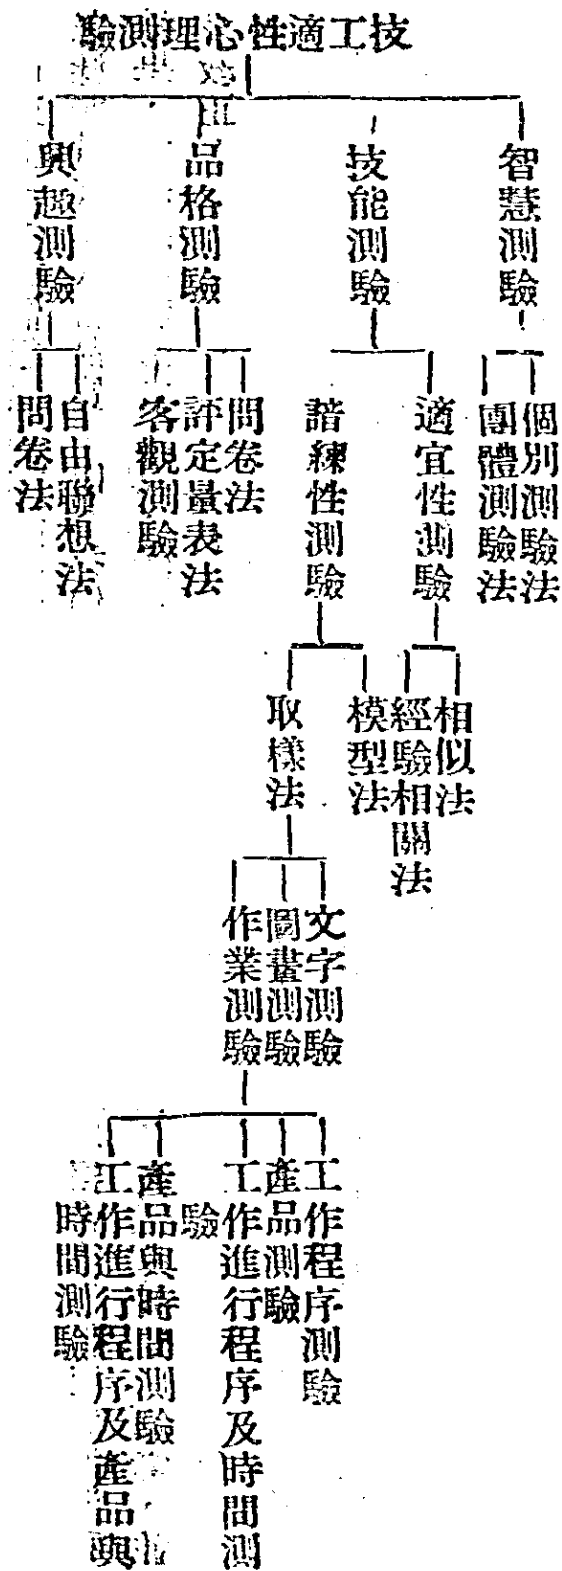 技工適性心理測驗
智慧測驗
技能測驗
品格測驗
興趣測驗
個別測驗法
團體測驗法
適宜性測驗
諳練性測驗
問卷法
評定量表法
客觀測驗
自由聯想法
問卷法
相似法
經驗相關法
模型法
取樣法
文字測驗
圖畫測驗
作業測驗
工作程序測驗
產品測驗
工作進行程序及時間測
驗
產品與時間測驗
工作進行程序及產品與
時間測驗